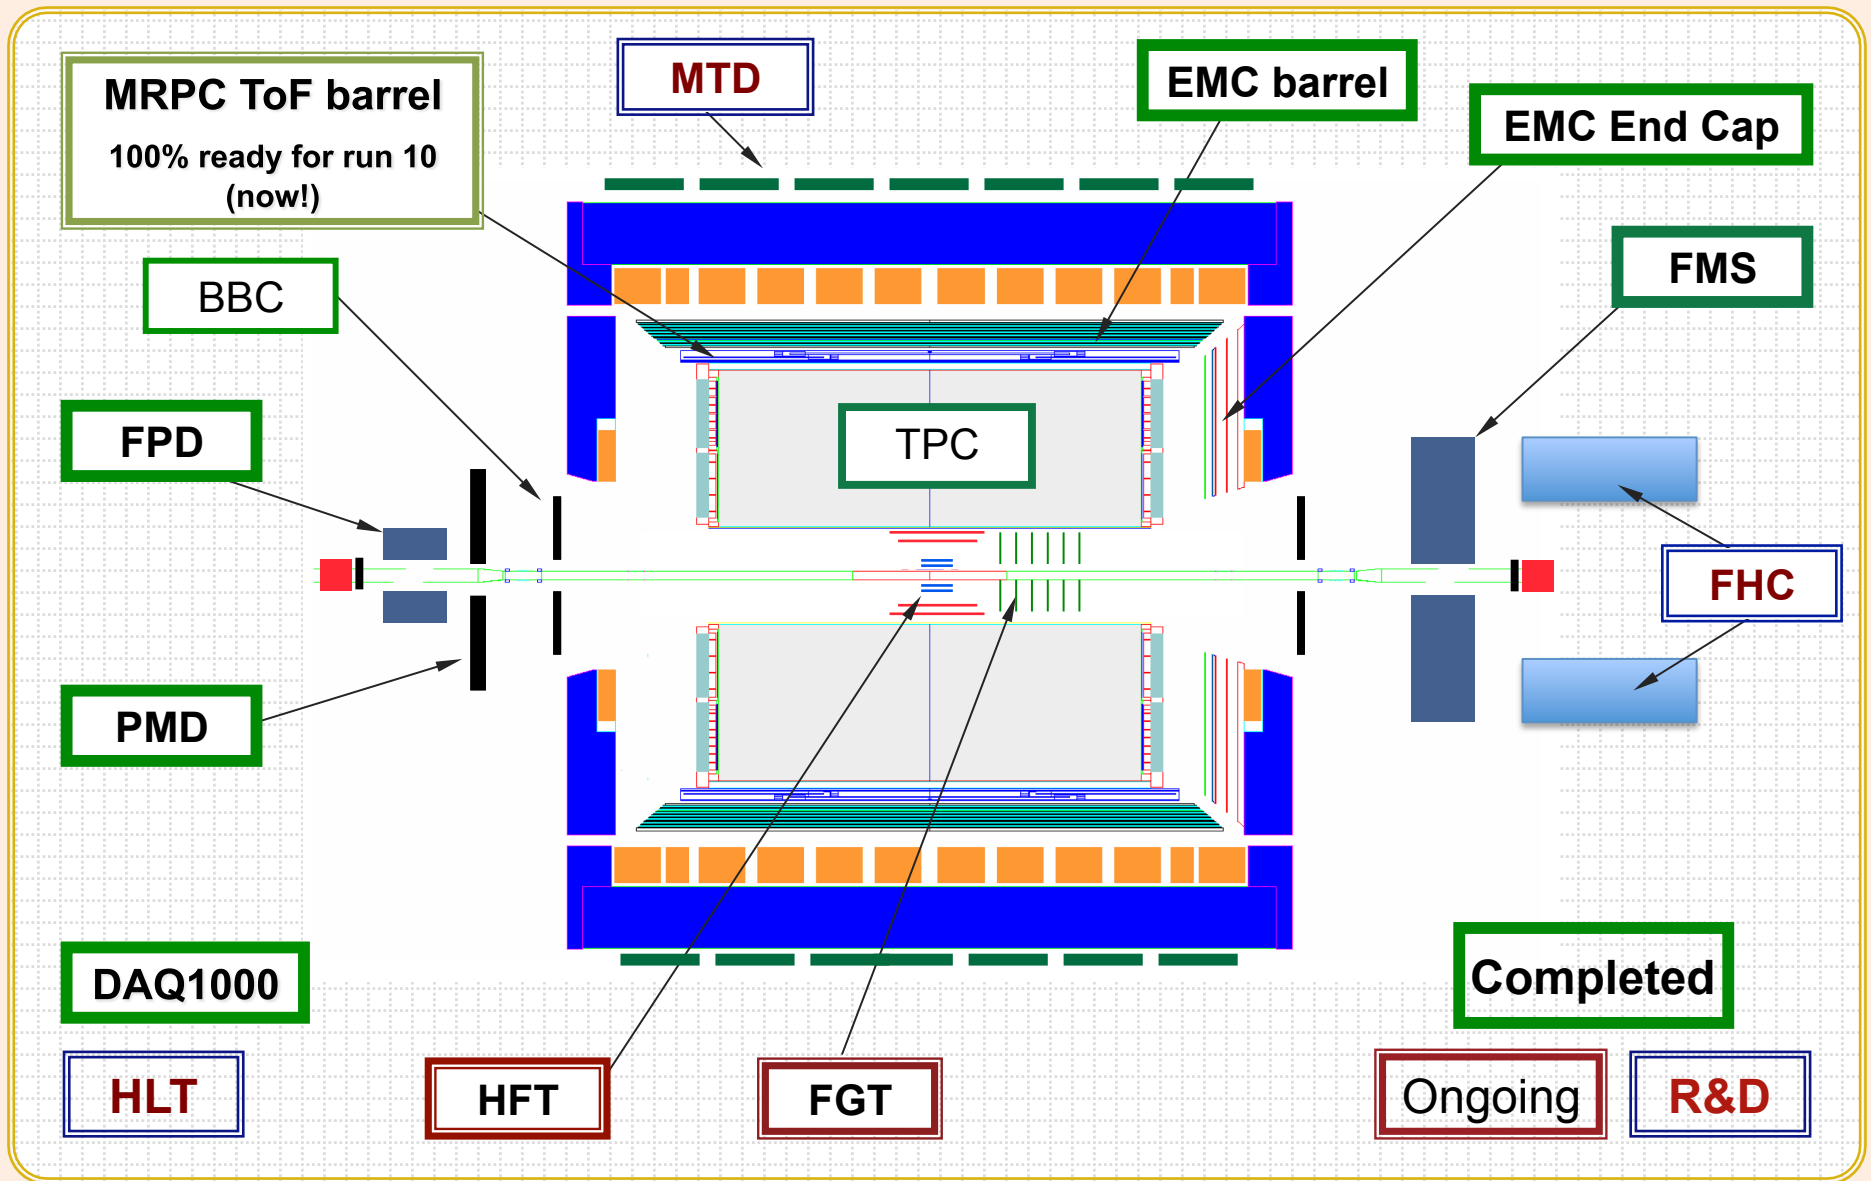 MRPC ToF barrel
100% ready for run 10
(now!)
MTD
EMC barrel
EMC End Cap
BBC
FMS
FPD
TPC
FHC
PMD
DAQ1000
Completed
HLT
HFT
FGT
Ongoing
R&D